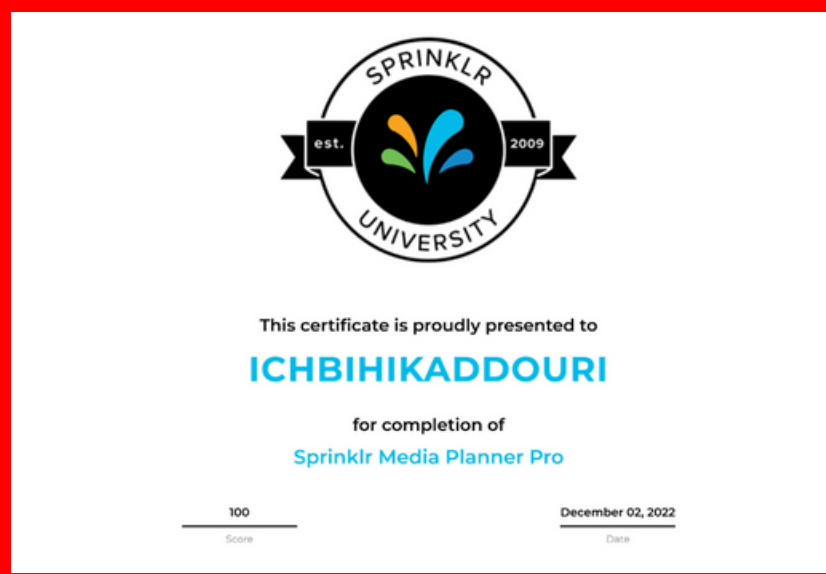 SPRINKLR
est. 2009
UNIVERSITY
This certificate is proudly presented to
ICHBIHIKADDOURI
for completion of
Sprinklr Media Planner Pro
100 December 02, 2022
Score Date